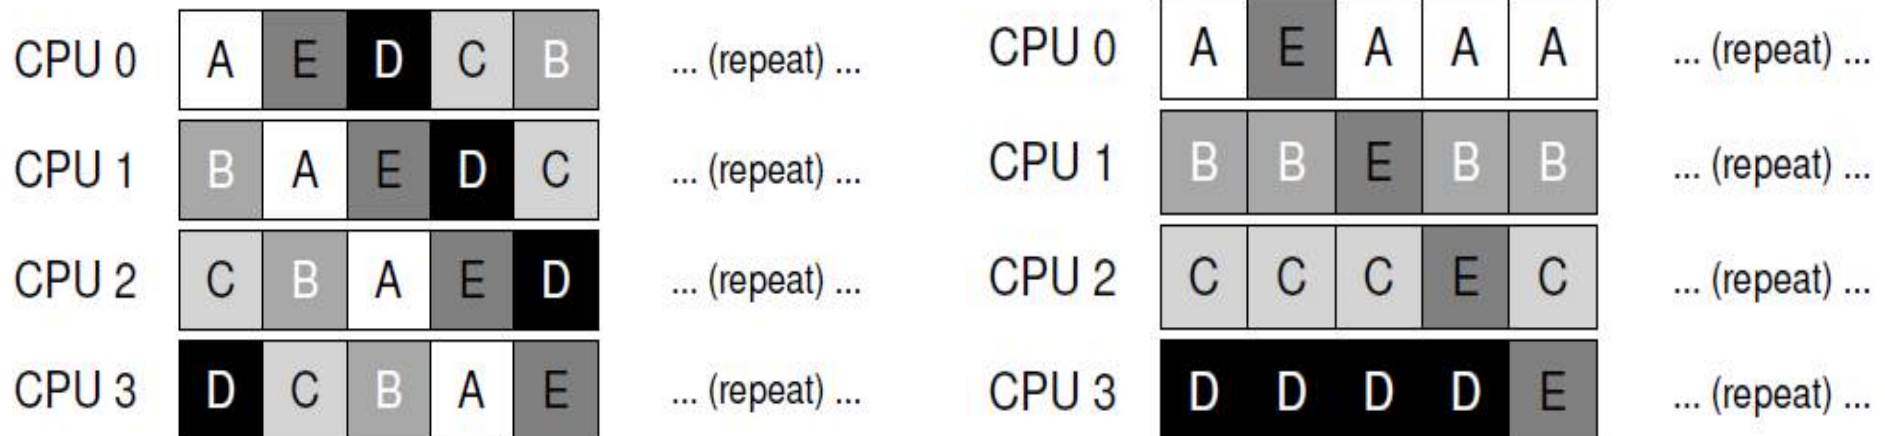 CPU 0 A E D C B ... (repeat) ...
CPU 1 B A E D C ... (repeat) ...
CPU 2 C B A E D ... (repeat) ...
CPU 3 D C B A E ... (repeat) ...
CPU 0 A E A A A ... (repeat) ...
CPU 1 B B E B B ... (repeat) ...
CPU 2 C C C E C ... (repeat) ...
CPU 3 D D D D E ... (repeat) ...